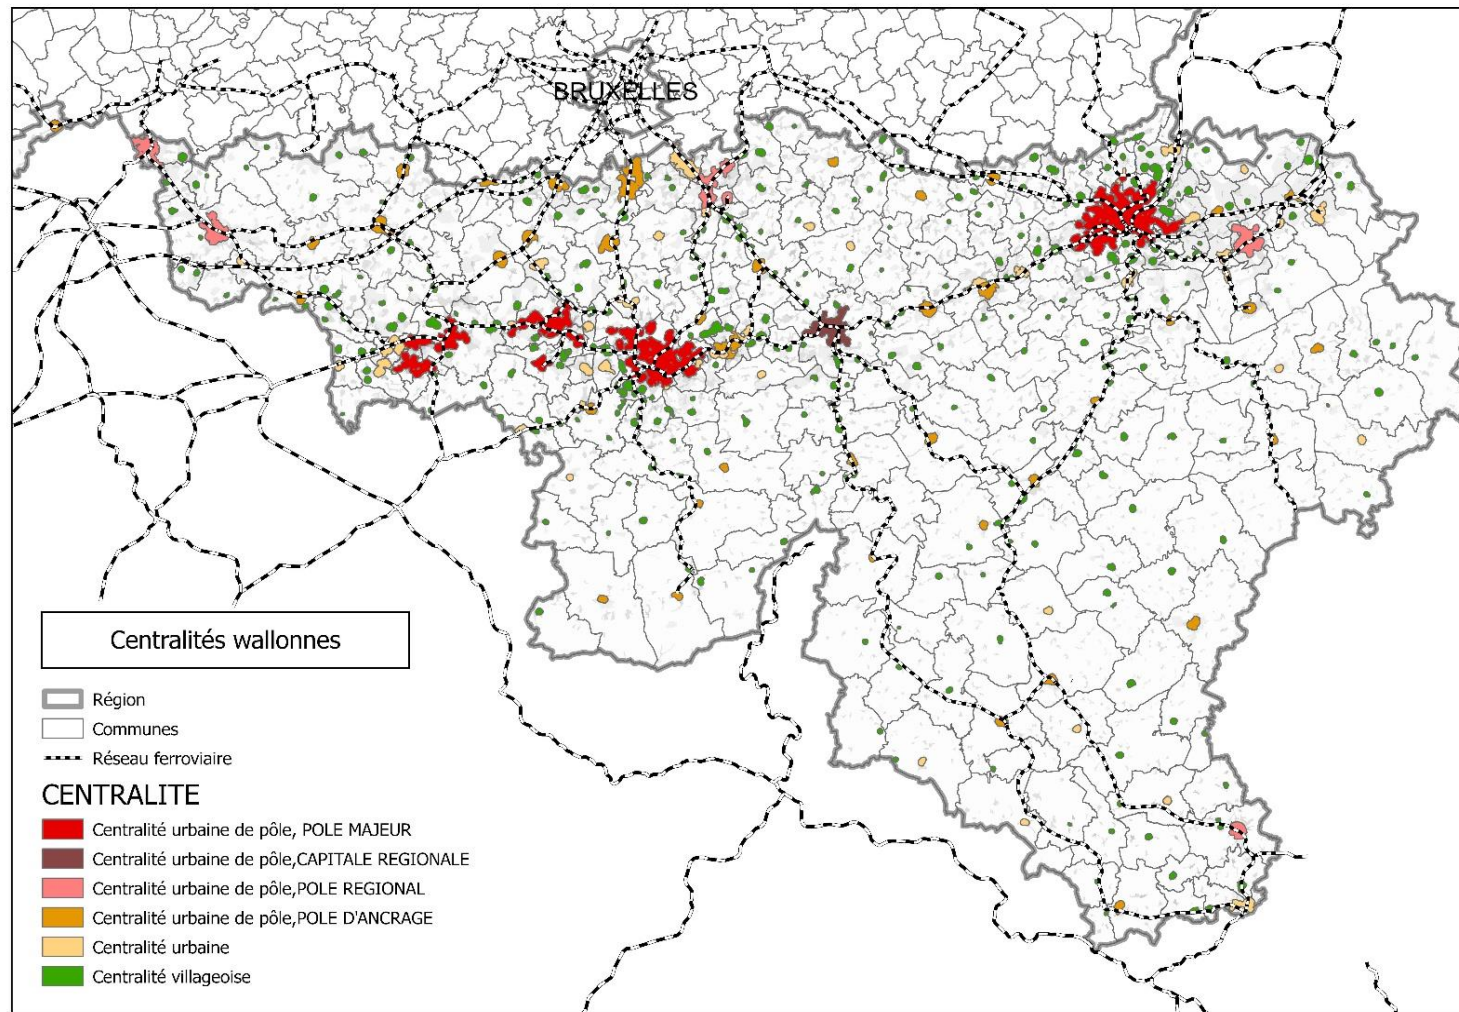 BRUXELLES
Centralités wallonnes
Région
Communes
Réseau ferroviaire
CENTRALITE
Centralité urbaine de pôle, POLE MAJEUR
Centralité urbaine de pôle,CAPITALE REGIONALE
Centralité urbaine de pôle,POLE REGIONAL
Centralité urbaine de pôle,POLE D'ANCRAGE
Centralité urbaine
Centralité villageoise